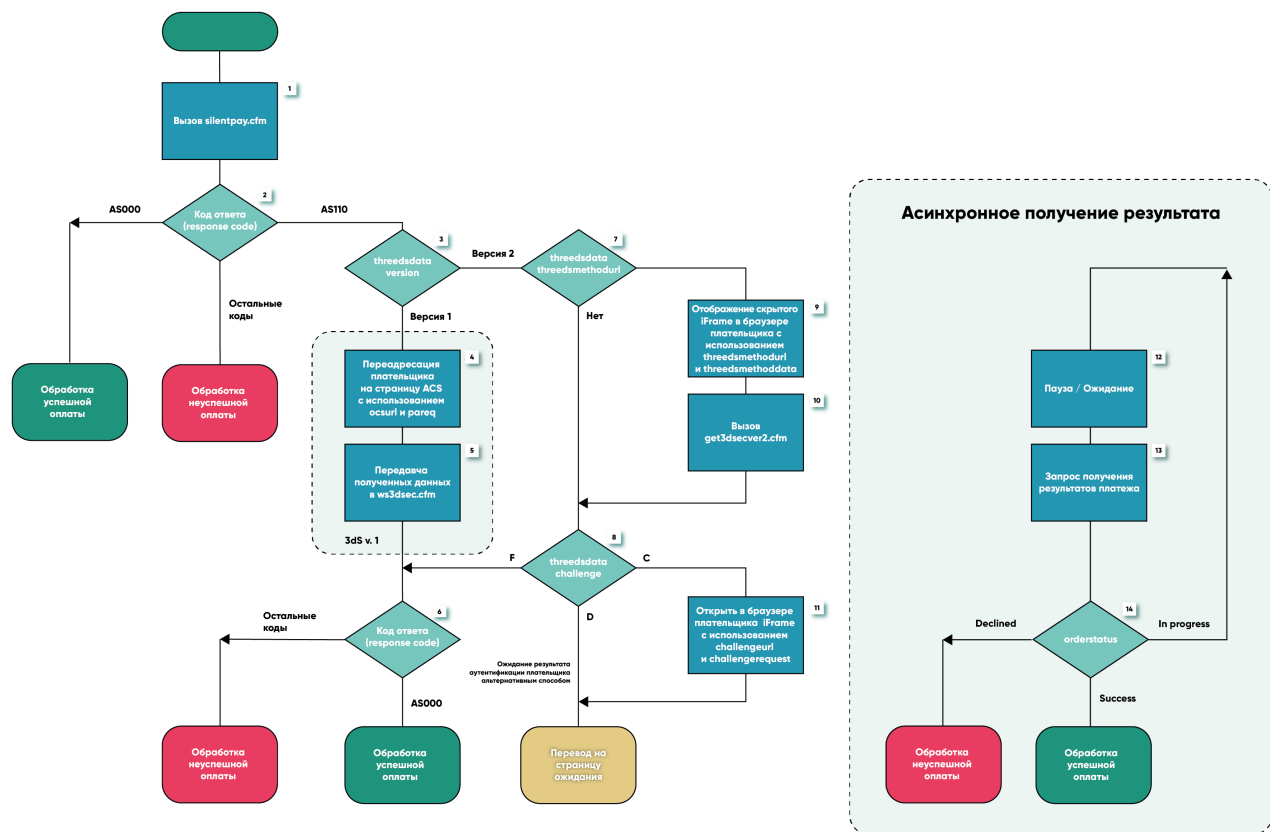 1
Вызов silentpay.cfm
2
Код ответа
(response code)
AS000
AS110
Остальные
коды
Обработка
успешной
оплаты
Обработка
неуспешной
оплаты
3
threedsdata
version
Версия 2
Версия 1
4
Переадресация
плательщика
на страницу ACS
с использованием
ocsurl и pareq
5
Передавча
полученных данных
в ws3dsec.cfm
3dS v. 1
6
Код ответа
(response code)
Остальные
коды
AS000
Обработка
неуспешной
оплаты
Обработка
успешной
оплаты
7
threedsdata
threedsmethodurl
Нет
9
Отображение скрытого
iFrame в браузере
плательщика с
использованием
threedsmethodurl
и threedsmethoddata
10
Вызов
get3dsecver2.cfm
8
threedsdata
challenge
F
C
D
11
Открыть в браузере
плательщика iFrame
с использованием
challengeurl
и challengerequest
Ожидание результата
аутентификации плательщика
альтернативным способом
Перевод на
страницу
ожидания
Асинхронное получение результата
12
Пауза / Ожидание
13
Запрос получения
результатов платежа
14
orderstatus
Declined
In progress
Success
Обработка
неуспешной
оплаты
Обработка
успешной
оплаты